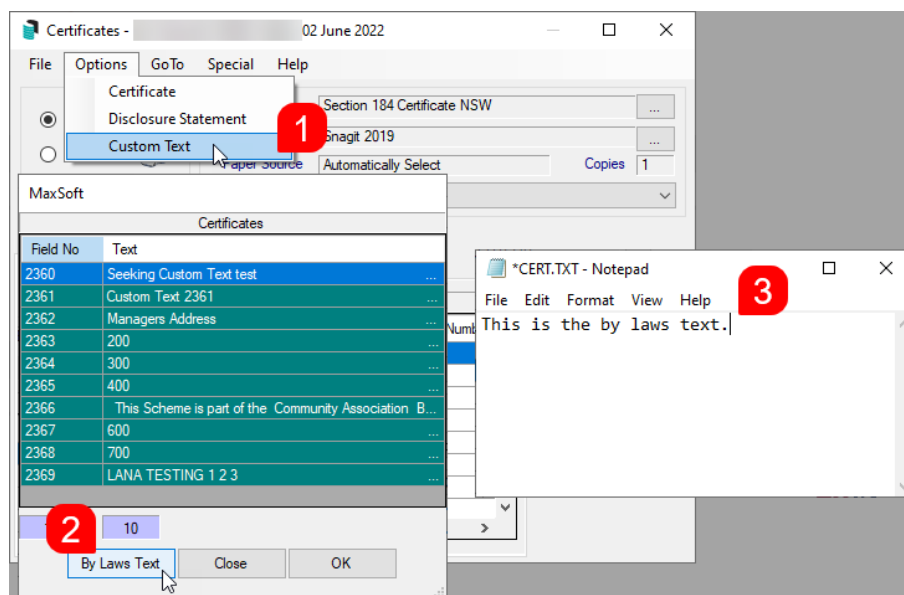 Certificates - 02 June 2022
File Options GoTo Special Help
Certificate
Disclosure Statement
Custom Text
1
Section 184 Certificate NSW
...
Snagit 2019
...
Paper Source Automatically Select Copies 1
MaxSoft
Certificates
Field No Text
2360 Seeking Custom Text test ...
2361 Custom Text 2361 ...
2362 Managers Address ...
2363 200 ...
2364 300 ...
2365 400 ...
2366 This Scheme is part of the Community Association B...
2367 600 ...
2368 700 ...
2369 LANA TESTING 1 2 3 ...
2
10
By Laws Text Close OK
*CERT.TXT - Notepad
File Edit Format View Help
3
This is the by laws text.